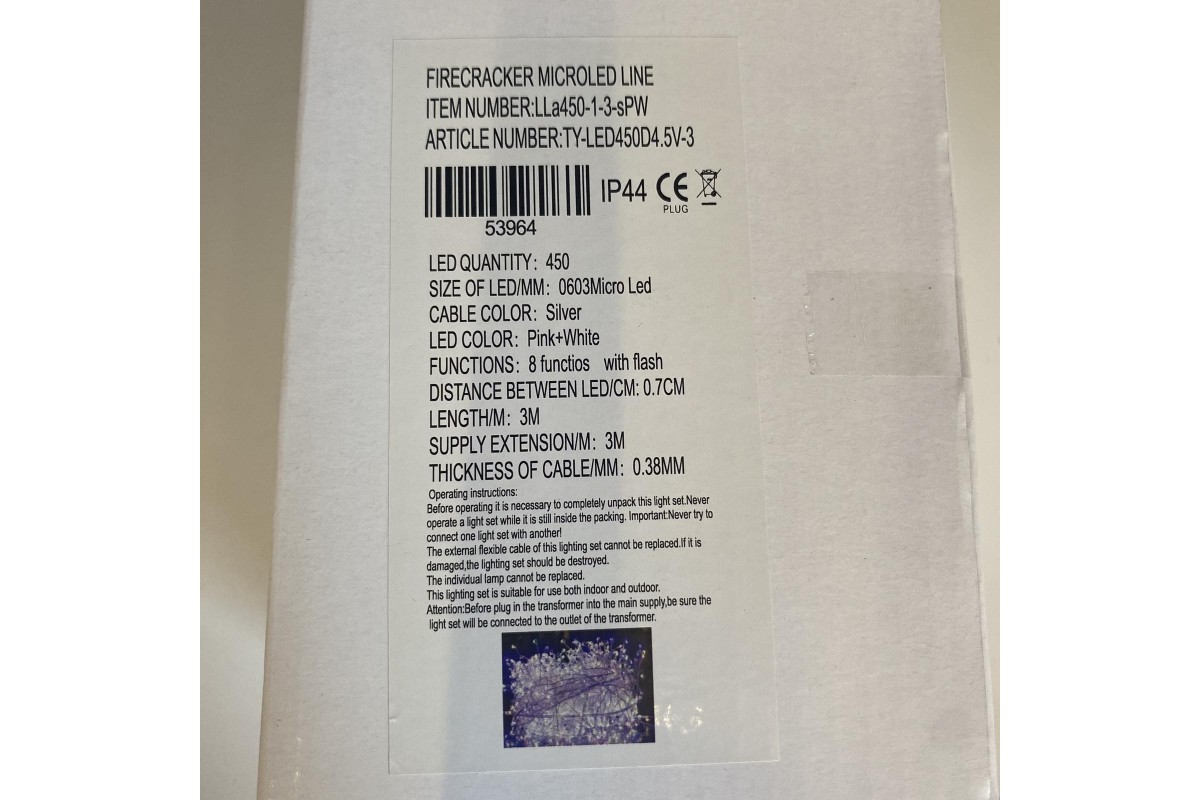 FIRECRACKER MICROLED LINE
ITEM NUMBER:LLa450-1-3-sPW
ARTICLE NUMBER:TY-LED450D4.5V-3
IP44 CE
PLUG
53964
LED QUANTITY: 450
SIZE OF LED/MM: 0603Micro Led
CABLE COLOR: Silver
LED COLOR: Pink+White
FUNCTIONS: 8 functios with flash
DISTANCE BETWEEN LED/CM: 0.7CM
LENGTH/M: 3M
SUPPLY EXTENSION/M: 3M
THICKNESS OF CABLE/MM: 0.38MM
Operating instructions:
Before operating it is necessary to completely unpack this light set.Never
operate a light set while it is still inside the packing. Important:Never try to
connect one light set with another!
The external flexible cable of this lighting set cannot be replaced.If it is
damaged,the lighting set should be destroyed.
The individual lamp cannot be replaced.
This lighting set is suitable for use both indoor and outdoor.
Attention:Before plug in the transformer into the main supply,be sure the
light set will be connected to the outlet of the transformer.